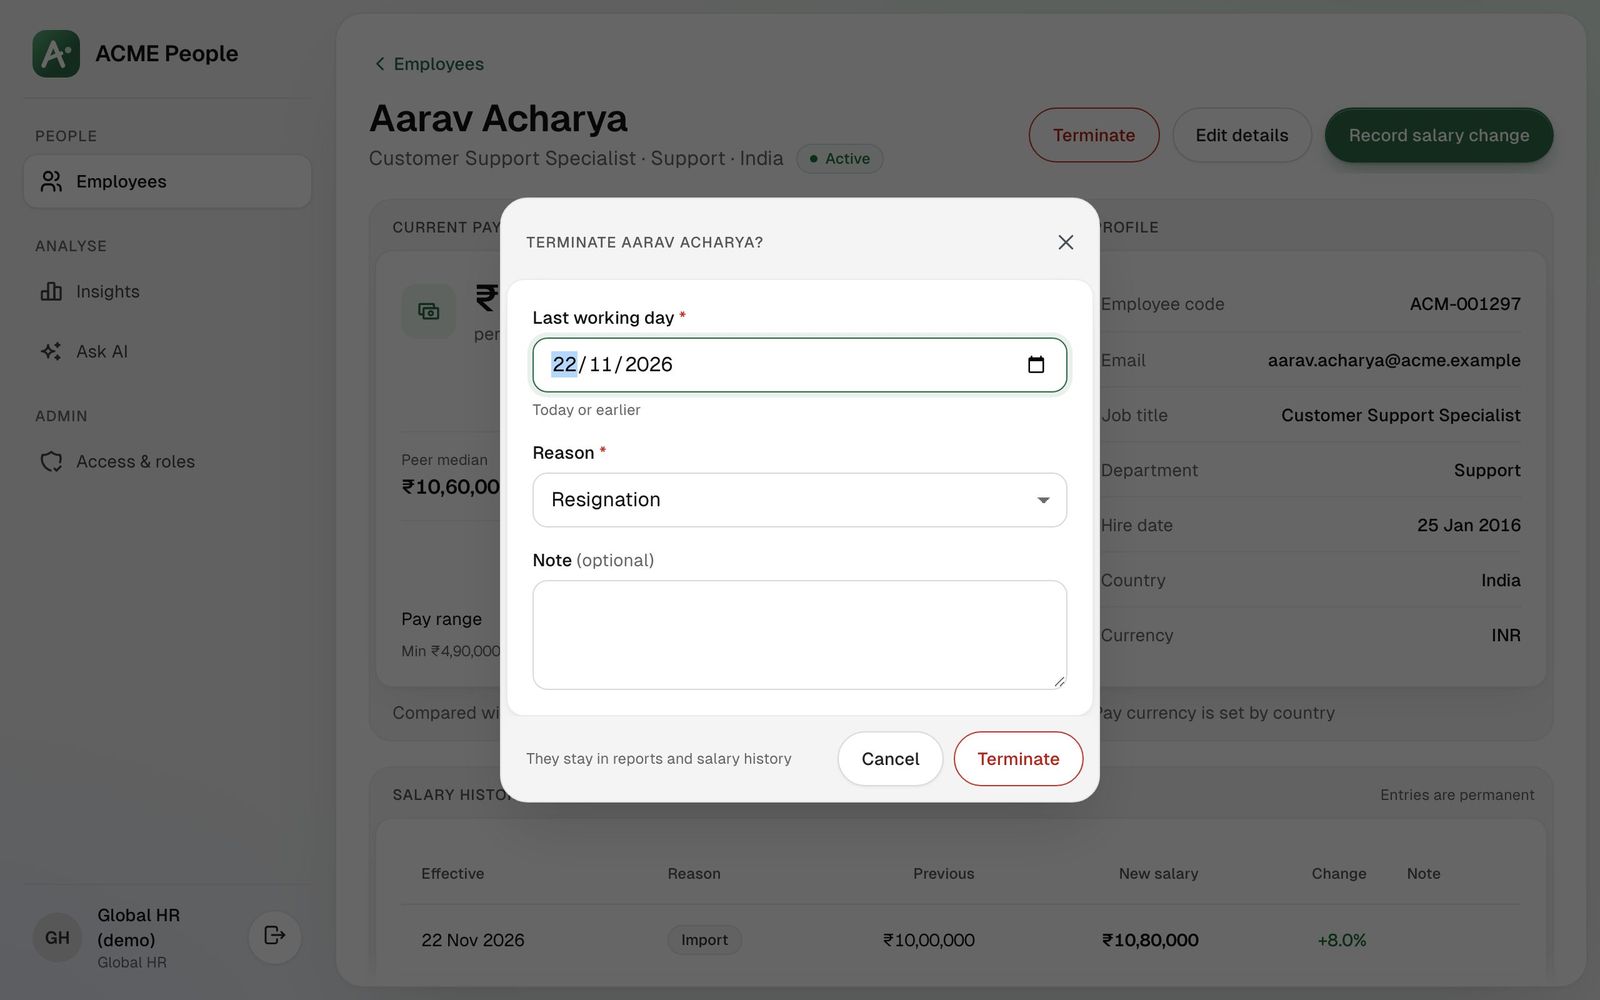 ACME People
PEOPLE
Employees
ANALYSE
Insights
Ask AI
ADMIN
Access & roles
GH
Global HR
(demo)
Global HR
Employees
Aarav Acharya
Customer Support Specialist · Support · India
Active
Terminate
Edit details
Record salary change
CURRENT PAY
₹
per
Peer median
₹10,60,00
Pay range
Min ₹4,90,000
Compared wi
TERMINATE AARAV ACHARYA?
Last working day *
22/11/2026
Today or earlier
Reason *
Resignation
Note (optional)
They stay in reports and salary history
Cancel
Terminate
ROFILE
Employee code ACM-001297
Email aarav.acharya@acme.example
Job title Customer Support Specialist
Department Support
Hire date 25 Jan 2016
Country India
Currency INR
Pay currency is set by country
SALARY HISTO
Entries are permanent
Effective Reason Previous New salary Change Note
22 Nov 2026 Import ₹10,00,000 ₹10,80,000 +8.0%